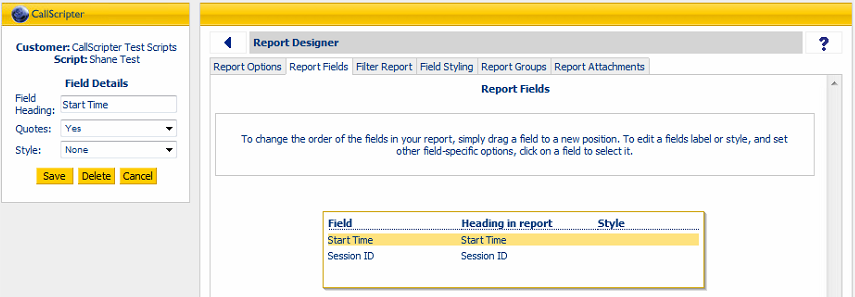 CallScripter
Customer: CallScripter Test Scripts
Script: Shane Test
Field Details
Field
Heading: Start Time
Quotes: Yes
Style: None
Save Delete Cancel
Report Designer ?
Report Options Report Fields Filter Report Field Styling Report Groups Report Attachments
Report Fields
To change the order of the fields in your report, simply drag a field to a new position. To edit a fields label or style, and set
other field-specific options, click on a field to select it.
Field Heading in report Style
Start Time Start Time
Session ID Session ID